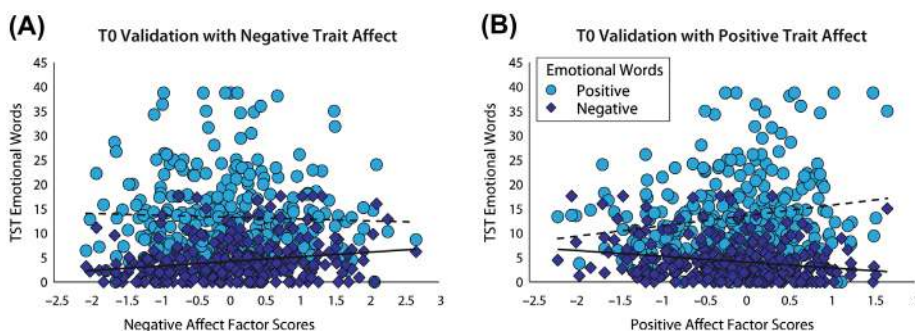 (A)
T0 Validation with Negative Trait Affect
TST Emotional Words
45
40
35
30
25
20
15
10
5
0
−2.5 −2 −1.5 −1 −0.5 0 0.5 1 1.5 2 2.5 3
Negative Affect Factor Scores
(B)
T0 Validation with Positive Trait Affect
Emotional Words
Positive
Negative
TST Emotional Words
45
40
35
30
25
20
15
10
5
0
−2.5 −2 −1.5 −1 −0.5 0 0.5 1 1.5
Positive Affect Factor Scores